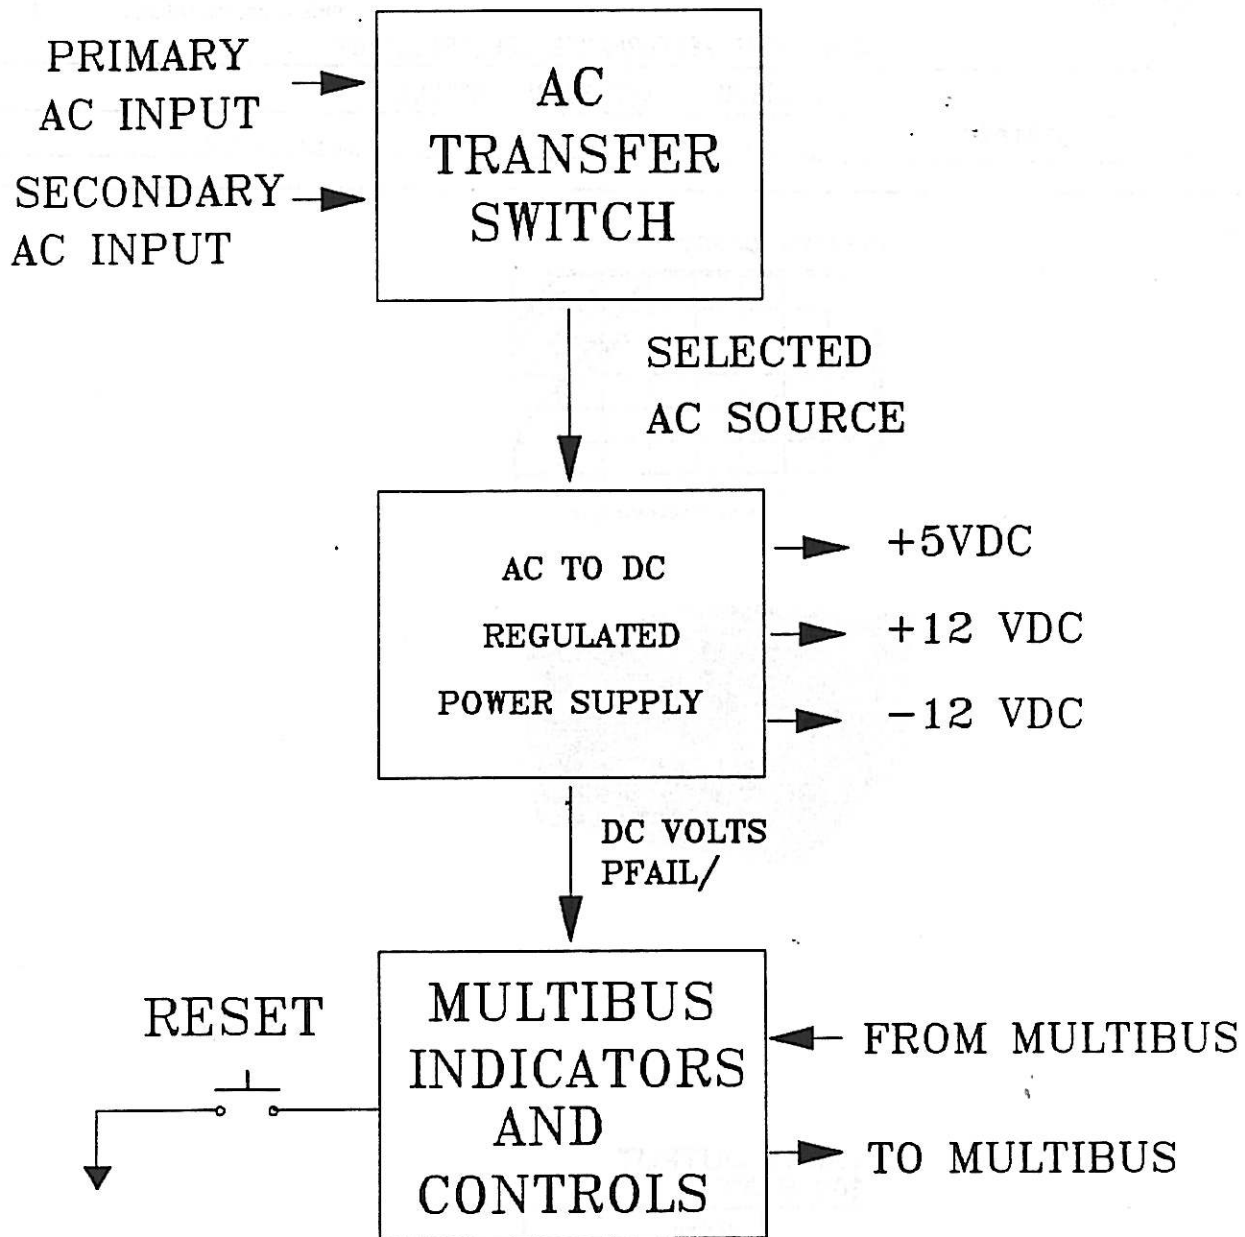 PRIMARY
AC INPUT
SECONDARY
AC INPUT
AC
TRANSFER
SWITCH
SELECTED
AC SOURCE
AC TO DC
REGULATED
POWER SUPPLY
+5VDC
+12 VDC
-12 VDC
DC VOLTS
PFAIL/
RESET
MULTIBUS
INDICATORS
AND
CONTROLS
FROM MULTIBUS
TO MULTIBUS